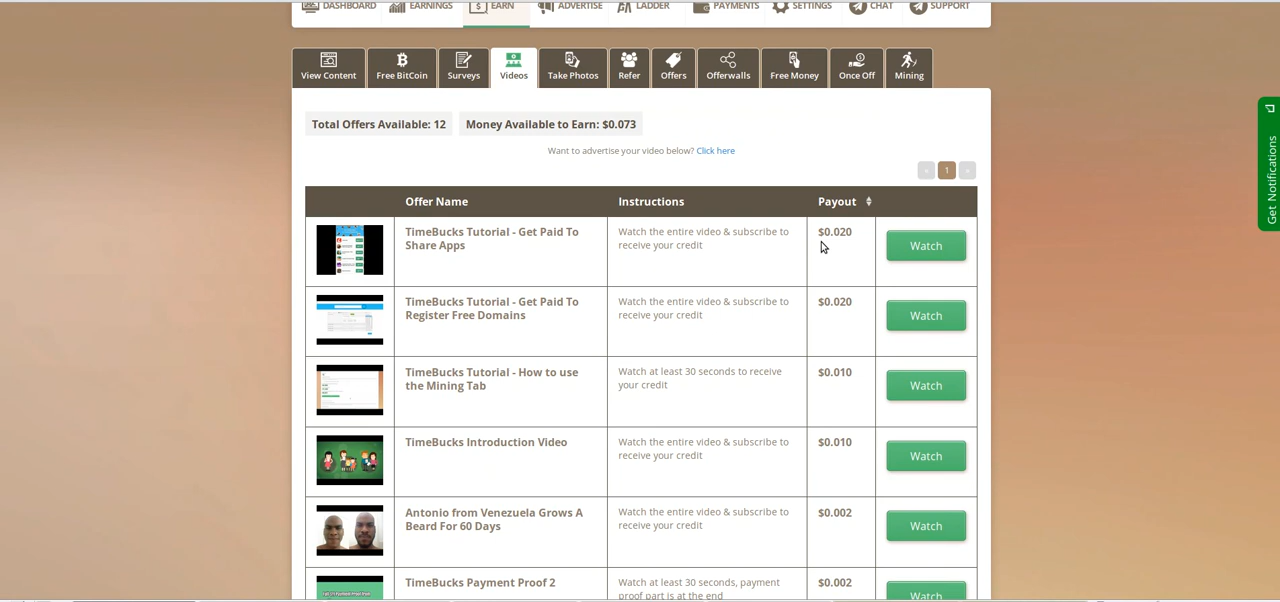 DASHBOARD EARNINGS EARN ADVERTISE LADDER PAYMENTS SETTINGS CHAT SUPPORT
View Content Free BitCoin Surveys Videos Take Photos Refer Offers Offerwalls Free Money Once Off Mining
Total Offers Available: 12 Money Available to Earn: $0.073
Want to advertise your video below? Click here
« 1 »
Offer Name Instructions Payout
TimeBucks Tutorial - Get Paid To
Share Apps
Watch the entire video & subscribe to
receive your credit
$0.020
Watch
TimeBucks Tutorial - Get Paid To
Register Free Domains
Watch the entire video & subscribe to
receive your credit
$0.020
Watch
TimeBucks Tutorial - How to use
the Mining Tab
Watch at least 30 seconds to receive
your credit
$0.010
Watch
TimeBucks Introduction Video
Watch the entire video & subscribe to
receive your credit
$0.010
Watch
Antonio from Venezuela Grows A
Beard For 60 Days
Watch the entire video & subscribe to
receive your credit
$0.002
Watch
TimeBucks Payment Proof 2
Watch at least 30 seconds, payment
proof part is at the end
$0.002
Watch
Get Notifications